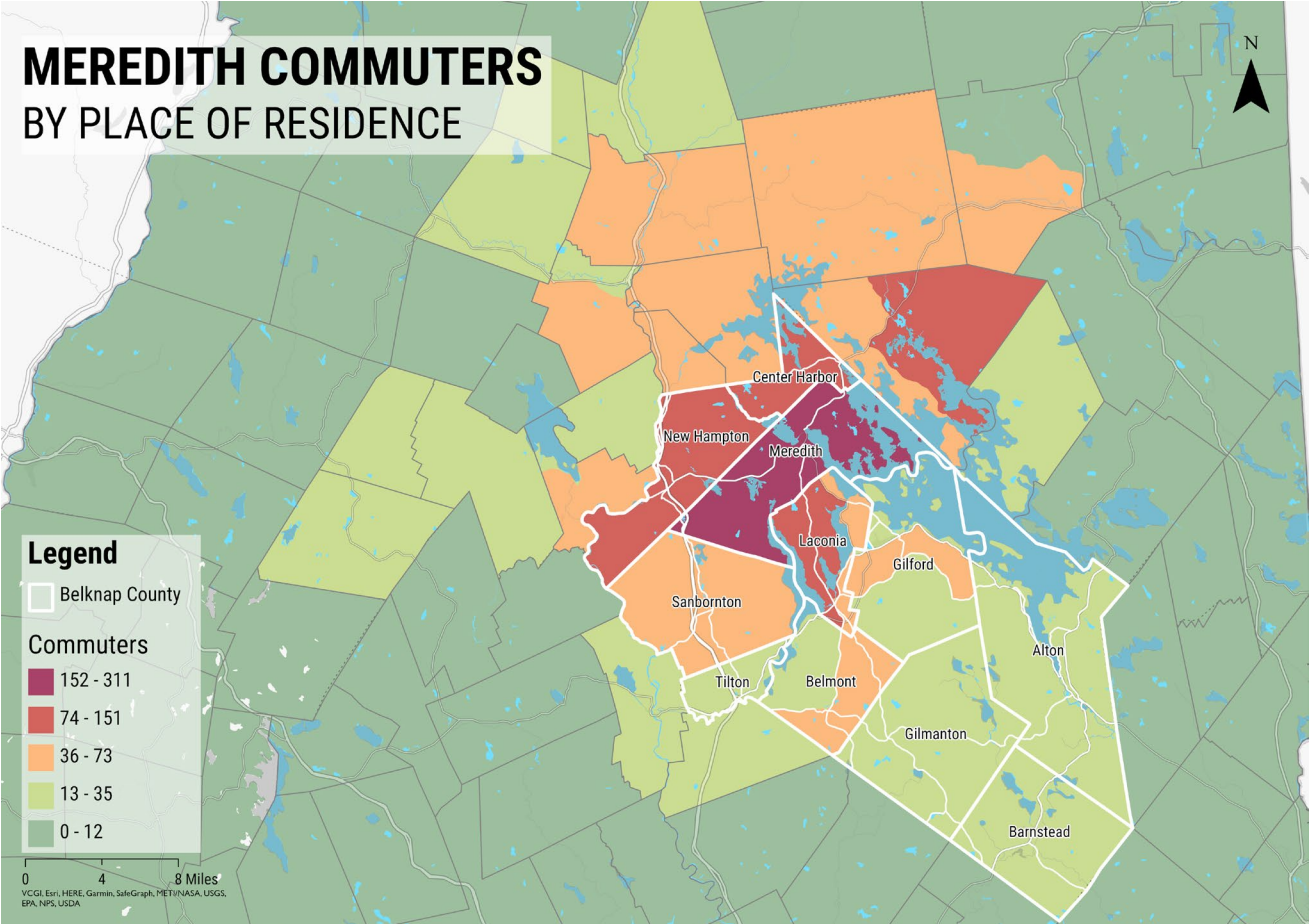 MEREDITH COMMUTERS
BY PLACE OF RESIDENCE
N
Center Harbor
New Hampton
Meredith
Laconia
Gilford
Sanbornton
Alton
Tilton
Belmont
Gilmanton
Barnstead
Legend
Belknap County
Commuters
152 - 311
74 - 151
36 - 73
13 - 35
0 - 12
0 4 8 Miles
VCGI, Esri, HERE, Garmin, SafeGraph, METI/NASA, USGS,
EPA, NPS, USDA